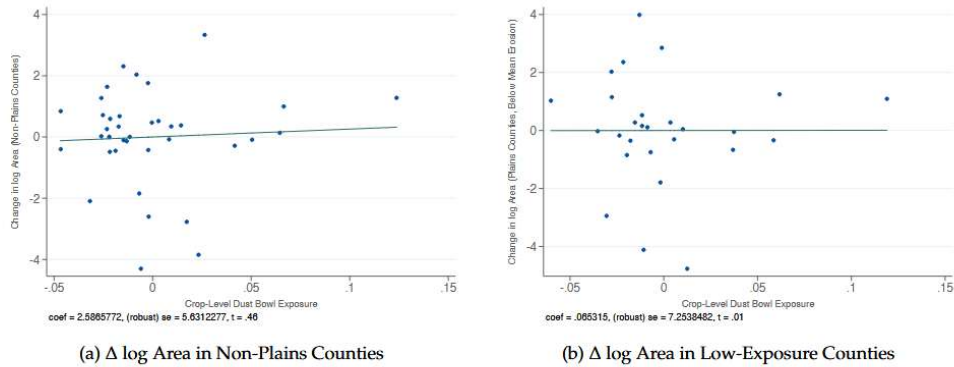 4
2
0
-2
-4
Change in log Area (Non-Plains Counties)
-.05
0
.05
.1
.15
Crop-Level Dust Bowl Exposure
coef = 2.5865772, (robust) se = 5.6312277, t = .46
(a) Δ log Area in Non-Plains Counties
4
2
0
-2
-4
Change in log Area (Plains Counties, Below Mean Erosion)
-.05
0
.05
.1
.15
Crop-Level Dust Bowl Exposure
coef = .065315, (robust) se = 7.2538482, t = .01
(b) Δ log Area in Low-Exposure Counties